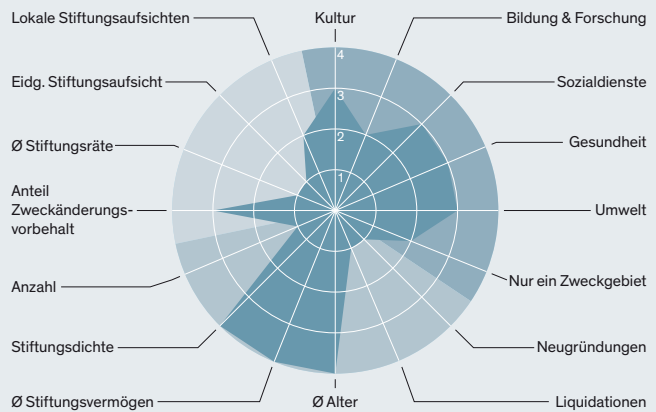 Lokale Stiftungsaufsichten
Kultur
Bildung & Forschung
Eidg. Stiftungsaufsicht
Sozialdienste
Ø Stiftungsräte
Gesundheit
Anteil
Zweckänderungs-
vorbehalt
Umwelt
Anzahl
Nur ein Zweckgebiet
Stiftungsdichte
Neugründungen
Ø Stiftungsvermögen
Ø Alter
Liquidationen
4
3
2
1